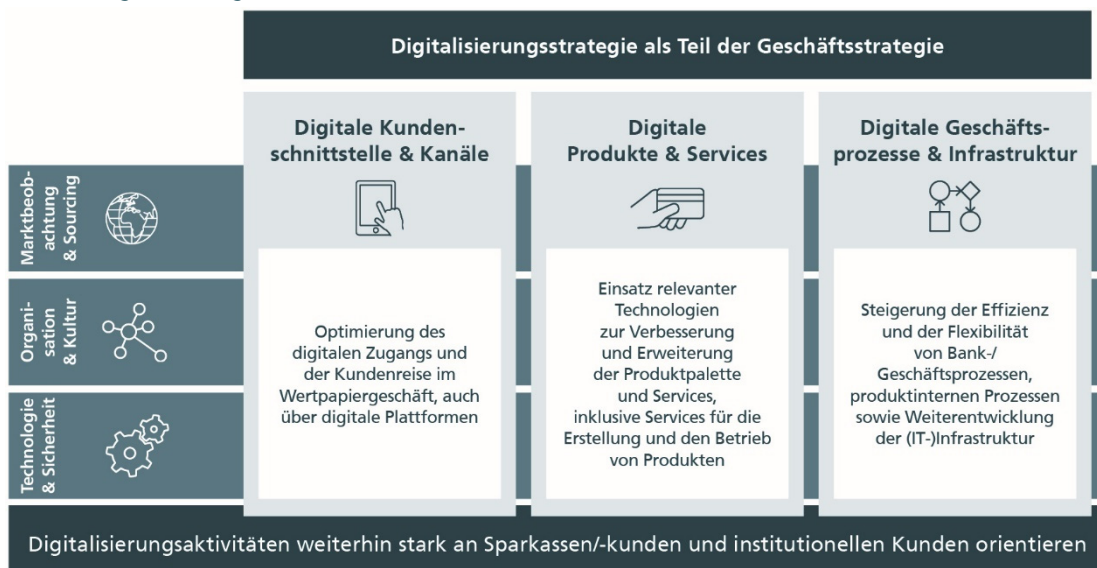 Digitalisierungsstrategie als Teil der Geschäftsstrategie
Digitale Kunden-
schnittstelle & Kanäle
Digitale
Produkte & Services
Digitale Geschäfts-
prozesse & Infrastruktur
Marktbeob-
achtung
& Sourcing
Organi-
sation
& Kultur
Technologie
& Sicherheit
Optimierung des
digitalen Zugangs und
der Kundenreise im
Wertpapiergeschäft, auch
über digitale Plattformen
Einsatz relevanter
Technologien
zur Verbesserung
und Erweiterung
der Produktpalette
und Services,
inklusive Services für die
Erstellung und den Betrieb
von Produkten
Steigerung der Effizienz
und der Flexibilität
von Bank-/
Geschäftsprozessen,
produktinternen Prozessen
sowie Weiterentwicklung
der (IT-)Infrastruktur
Digitalisierungsaktivitäten weiterhin stark an Sparkassen/-kunden und institutionellen Kunden orientieren